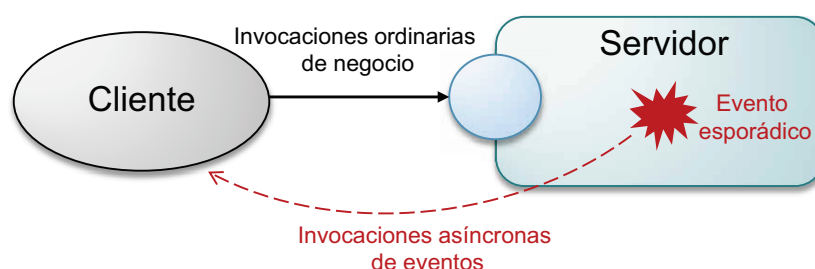 Invocaciones ordinarias
de negocio
Servidor
Cliente
Evento
esporádico
Invocaciones asíncronas
de eventos